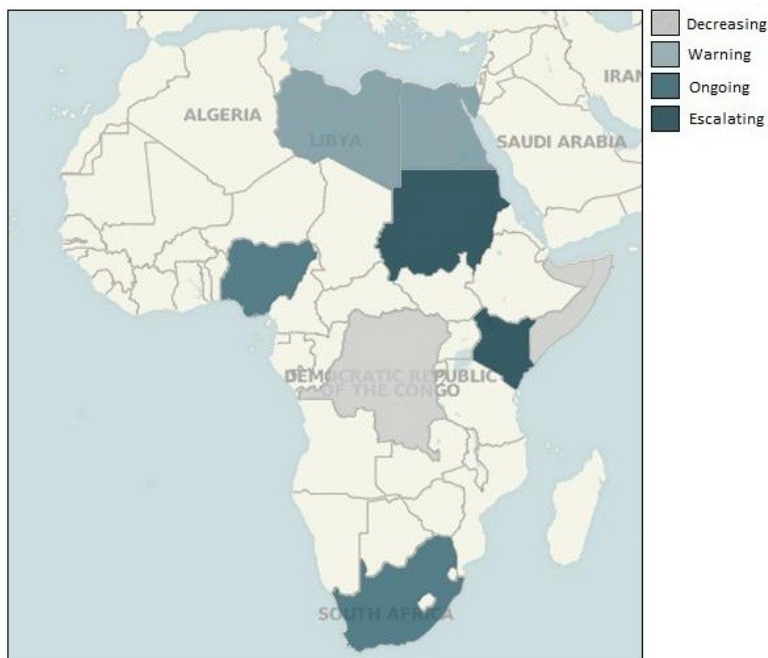 Decreasing
Warning
Ongoing
Escalating
IRAN
ALGERIA
LIBYA
SAUDI ARABIA
DEMOCRATIC REPUBLIC
OF THE CONGO
SOUTH AFRICA